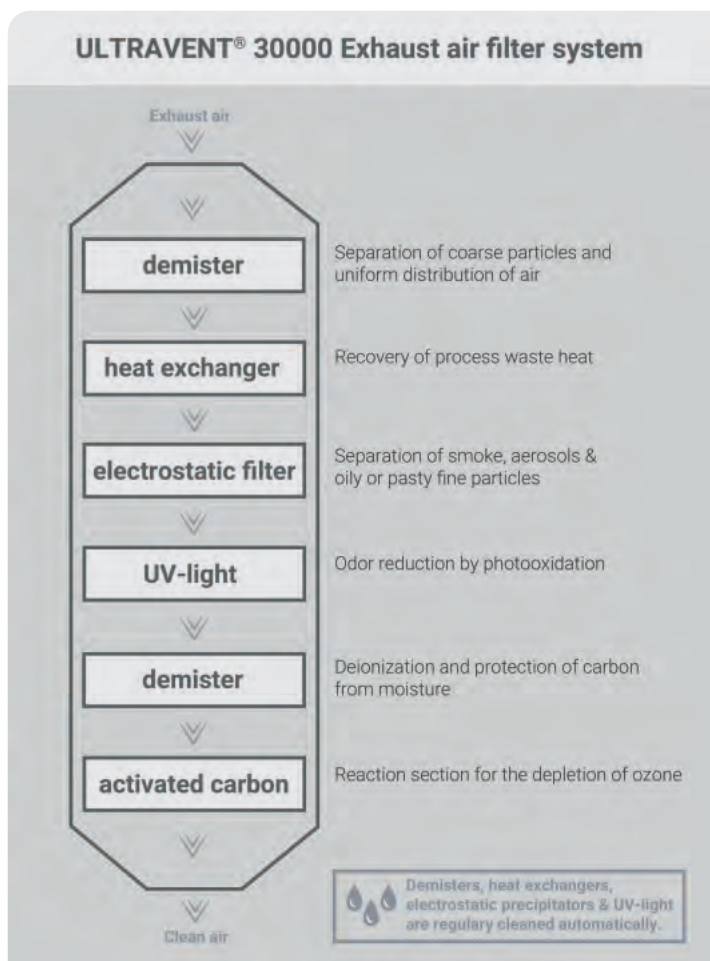 ULTRAVENT® 30000 Exhaust air filter system
Exhaust air
demister
Separation of coarse particles and
uniform distribution of air
heat exchanger
Recovery of process waste heat
electrostatic filter
Separation of smoke, aerosols &
oily or pasty fine particles
UV-light
Odor reduction by photooxidation
demister
Deionization and protection of carbon
from moisture
activated carbon
Reaction section for the depletion of ozone
Demisters, heat exchangers,
electrostatic precipitators & UV-light
are regulary cleaned automatically.
Clean air